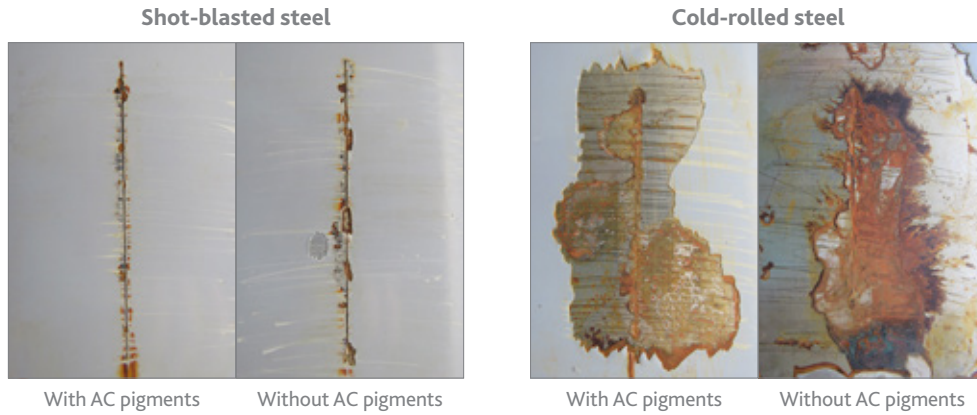 Shot-blasted steel
Cold-rolled steel
With AC pigments
Without AC pigments
With AC pigments
Without AC pigments